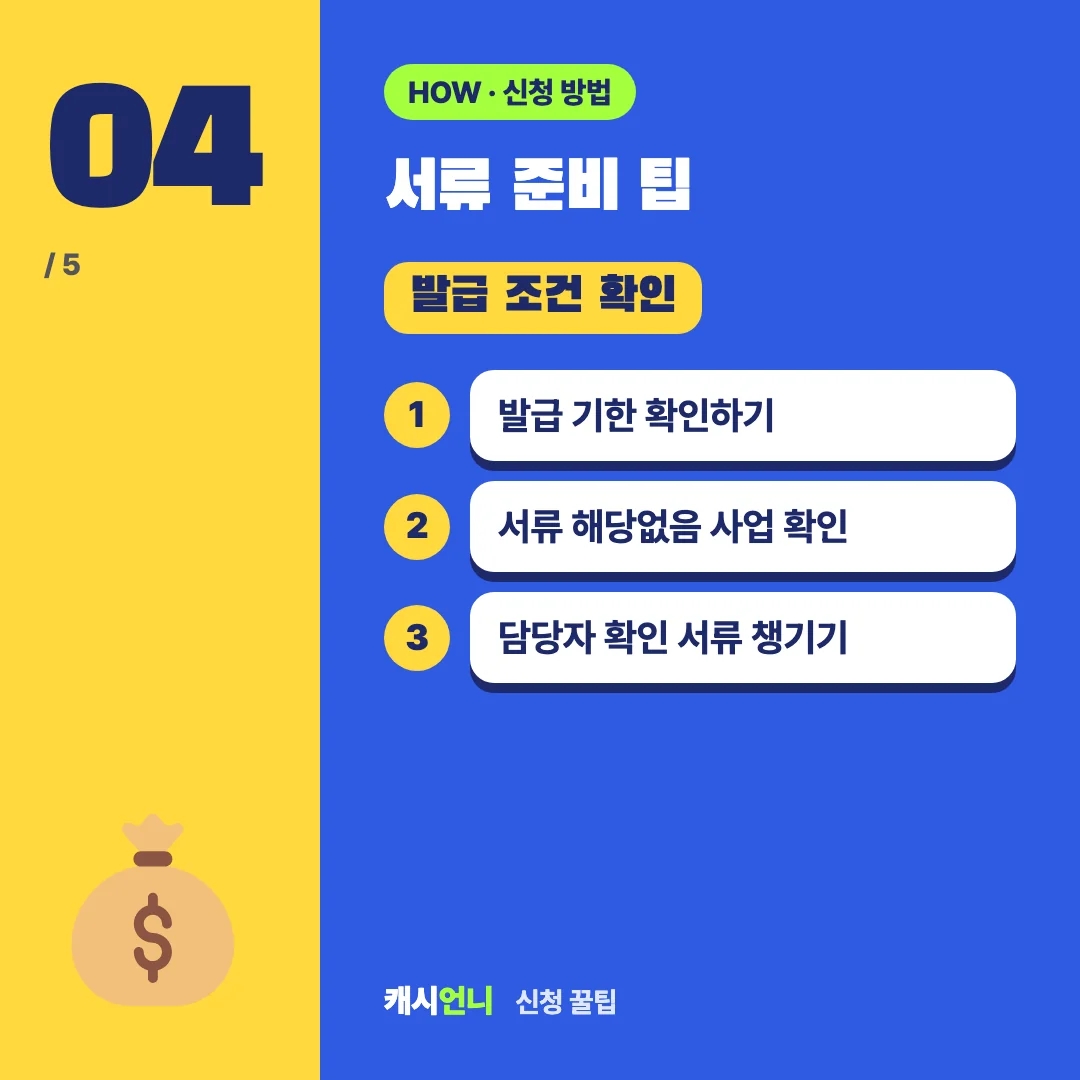 04
/ 5
HOW · 신청 방법
서류 준비 팁
발급 조건 확인
1 발급 기한 확인하기
2 서류 해당없음 사업 확인
3 담당자 확인 서류 챙기기
$
캐시언니 신청 꿀팁